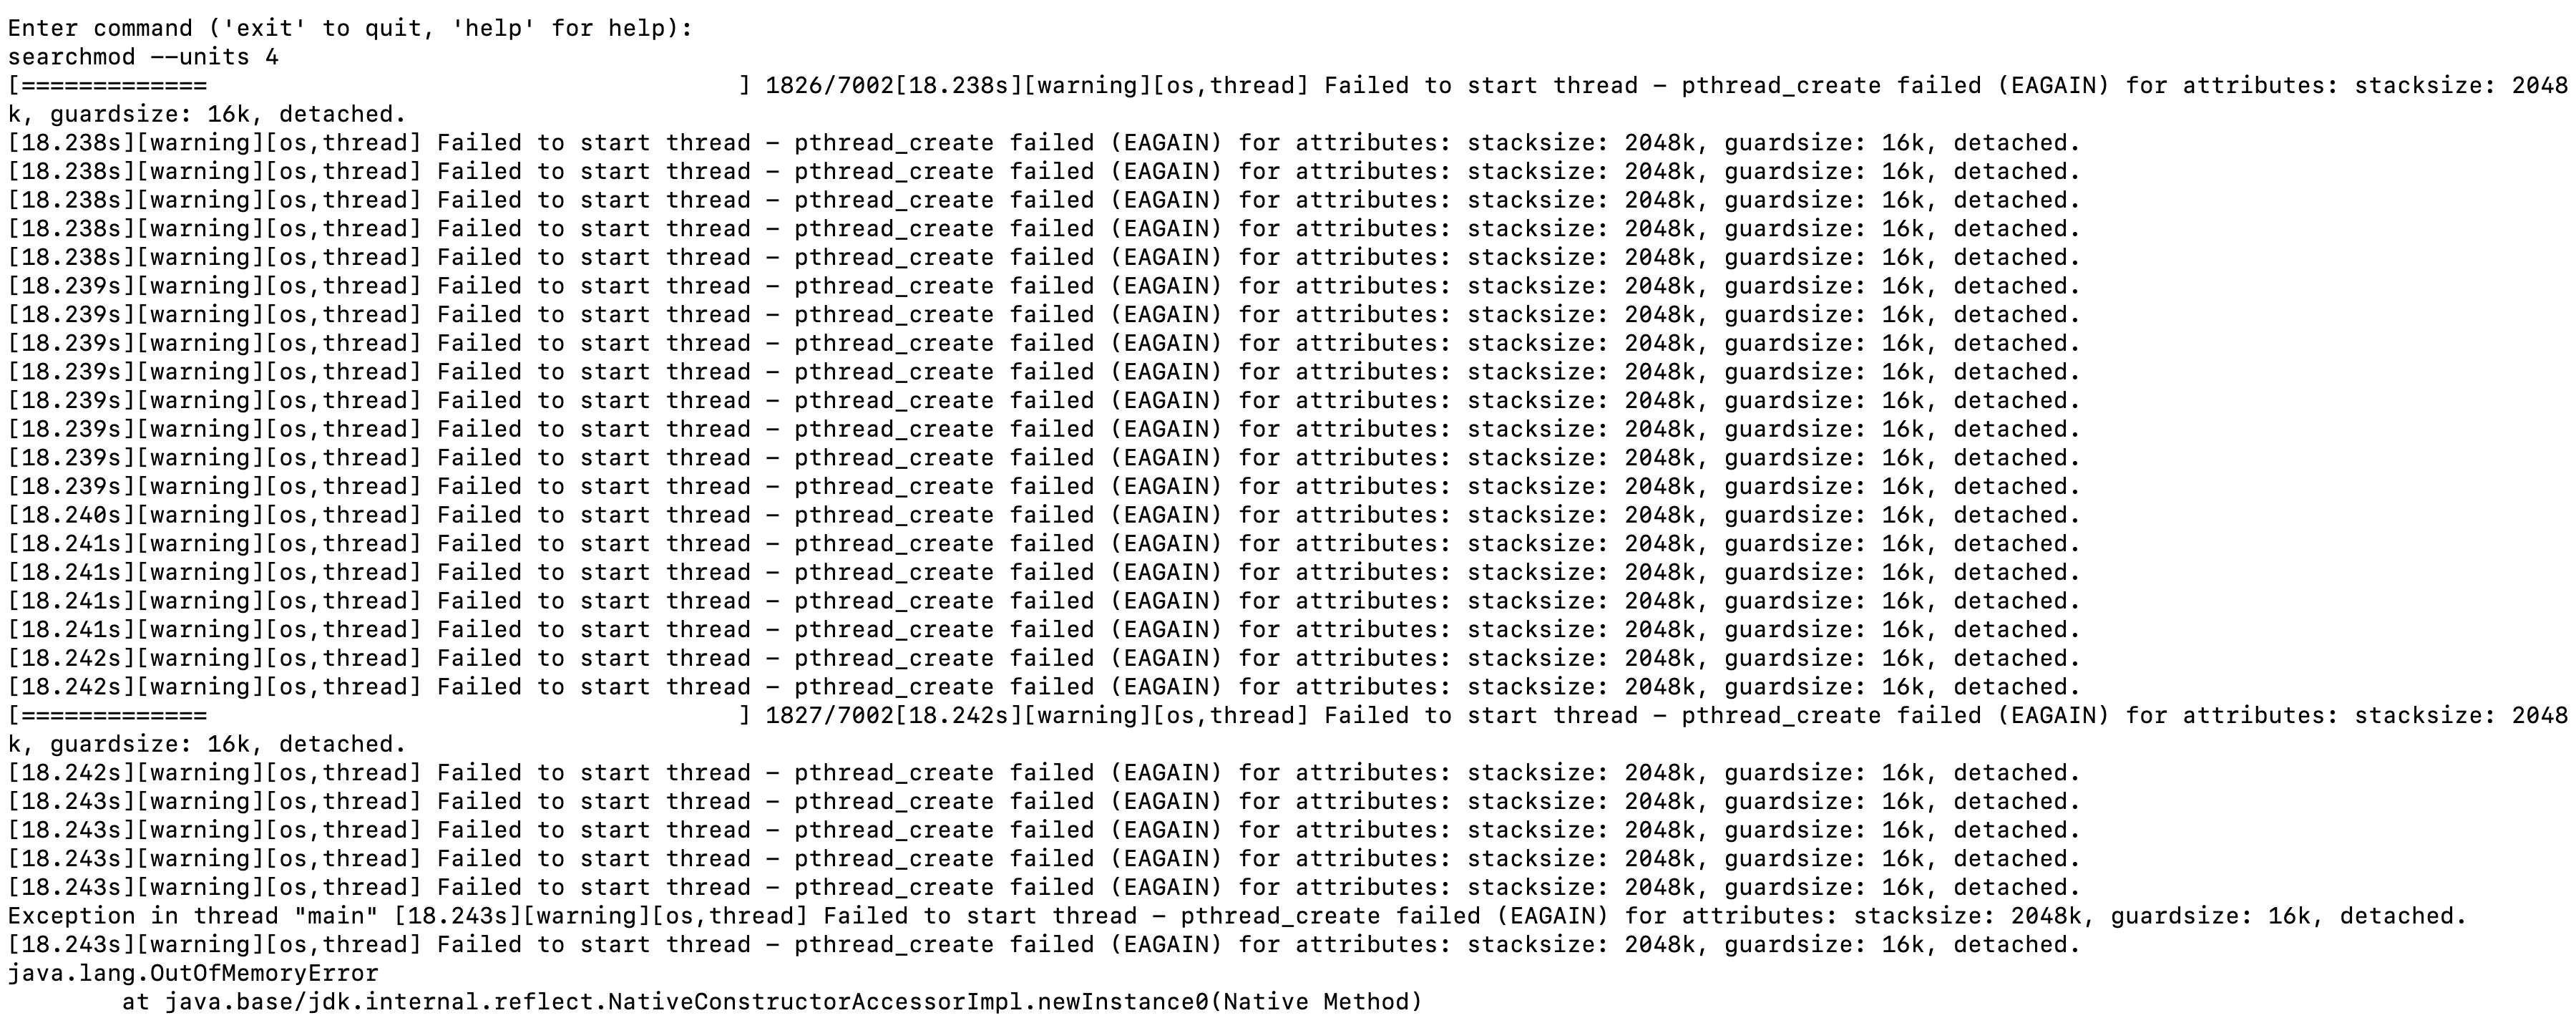 Enter command ('exit' to quit, 'help' for help):
searchmod --units 4
[=============                                     ] 1826/7002[18.238s][warning][os,thread] Failed to start thread - pthread_create failed (EAGAIN) for attributes: stacksize: 2048
k, guardsize: 16k, detached.
[18.238s][warning][os,thread] Failed to start thread - pthread_create failed (EAGAIN) for attributes: stacksize: 2048k, guardsize: 16k, detached.
[18.238s][warning][os,thread] Failed to start thread - pthread_create failed (EAGAIN) for attributes: stacksize: 2048k, guardsize: 16k, detached.
[18.238s][warning][os,thread] Failed to start thread - pthread_create failed (EAGAIN) for attributes: stacksize: 2048k, guardsize: 16k, detached.
[18.238s][warning][os,thread] Failed to start thread - pthread_create failed (EAGAIN) for attributes: stacksize: 2048k, guardsize: 16k, detached.
[18.238s][warning][os,thread] Failed to start thread - pthread_create failed (EAGAIN) for attributes: stacksize: 2048k, guardsize: 16k, detached.
[18.239s][warning][os,thread] Failed to start thread - pthread_create failed (EAGAIN) for attributes: stacksize: 2048k, guardsize: 16k, detached.
[18.239s][warning][os,thread] Failed to start thread - pthread_create failed (EAGAIN) for attributes: stacksize: 2048k, guardsize: 16k, detached.
[18.239s][warning][os,thread] Failed to start thread - pthread_create failed (EAGAIN) for attributes: stacksize: 2048k, guardsize: 16k, detached.
[18.239s][warning][os,thread] Failed to start thread - pthread_create failed (EAGAIN) for attributes: stacksize: 2048k, guardsize: 16k, detached.
[18.239s][warning][os,thread] Failed to start thread - pthread_create failed (EAGAIN) for attributes: stacksize: 2048k, guardsize: 16k, detached.
[18.239s][warning][os,thread] Failed to start thread - pthread_create failed (EAGAIN) for attributes: stacksize: 2048k, guardsize: 16k, detached.
[18.239s][warning][os,thread] Failed to start thread - pthread_create failed (EAGAIN) for attributes: stacksize: 2048k, guardsize: 16k, detached.
[18.239s][warning][os,thread] Failed to start thread - pthread_create failed (EAGAIN) for attributes: stacksize: 2048k, guardsize: 16k, detached.
[18.240s][warning][os,thread] Failed to start thread - pthread_create failed (EAGAIN) for attributes: stacksize: 2048k, guardsize: 16k, detached.
[18.241s][warning][os,thread] Failed to start thread - pthread_create failed (EAGAIN) for attributes: stacksize: 2048k, guardsize: 16k, detached.
[18.241s][warning][os,thread] Failed to start thread - pthread_create failed (EAGAIN) for attributes: stacksize: 2048k, guardsize: 16k, detached.
[18.241s][warning][os,thread] Failed to start thread - pthread_create failed (EAGAIN) for attributes: stacksize: 2048k, guardsize: 16k, detached.
[18.241s][warning][os,thread] Failed to start thread - pthread_create failed (EAGAIN) for attributes: stacksize: 2048k, guardsize: 16k, detached.
[18.242s][warning][os,thread] Failed to start thread - pthread_create failed (EAGAIN) for attributes: stacksize: 2048k, guardsize: 16k, detached.
[18.242s][warning][os,thread] Failed to start thread - pthread_create failed (EAGAIN) for attributes: stacksize: 2048k, guardsize: 16k, detached.
[=============                                     ] 1827/7002[18.242s][warning][os,thread] Failed to start thread - pthread_create failed (EAGAIN) for attributes: stacksize: 2048
k, guardsize: 16k, detached.
[18.242s][warning][os,thread] Failed to start thread - pthread_create failed (EAGAIN) for attributes: stacksize: 2048k, guardsize: 16k, detached.
[18.243s][warning][os,thread] Failed to start thread - pthread_create failed (EAGAIN) for attributes: stacksize: 2048k, guardsize: 16k, detached.
[18.243s][warning][os,thread] Failed to start thread - pthread_create failed (EAGAIN) for attributes: stacksize: 2048k, guardsize: 16k, detached.
[18.243s][warning][os,thread] Failed to start thread - pthread_create failed (EAGAIN) for attributes: stacksize: 2048k, guardsize: 16k, detached.
[18.243s][warning][os,thread] Failed to start thread - pthread_create failed (EAGAIN) for attributes: stacksize: 2048k, guardsize: 16k, detached.
Exception in thread "main" [18.243s][warning][os,thread] Failed to start thread - pthread_create failed (EAGAIN) for attributes: stacksize: 2048k, guardsize: 16k, detached.
[18.243s][warning][os,thread] Failed to start thread - pthread_create failed (EAGAIN) for attributes: stacksize: 2048k, guardsize: 16k, detached.
java.lang.OutOfMemoryError
        at java.base/jdk.internal.reflect.NativeConstructorAccessorImpl.newInstance0(Native Method)